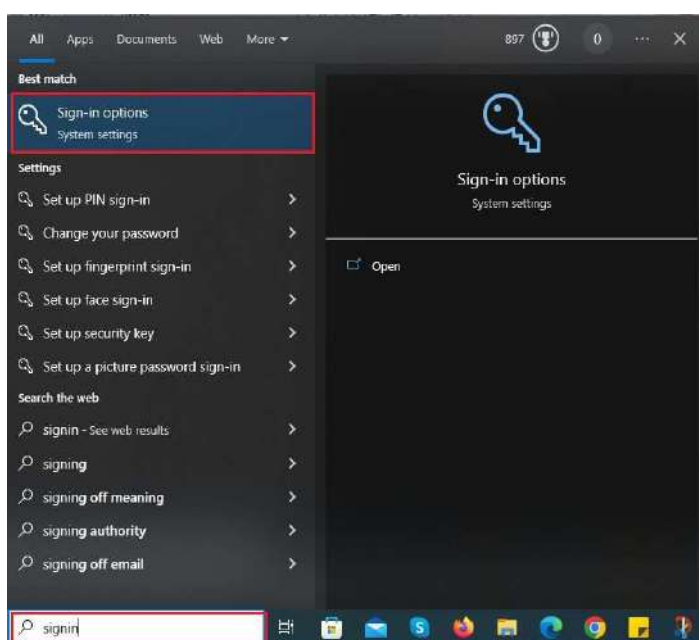 All Apps Documents Web More 897 0
Best match
Sign-in options
System settings
Settings
Set up PIN sign-in
Change your password
Set up fingerprint sign-in
Set up face sign-in
Set up security key
Set up a picture password sign-in
Search the web
signin - See web results
signing
signing off meaning
signing authority
signing off email
signin
Sign-in options
System settings
Open